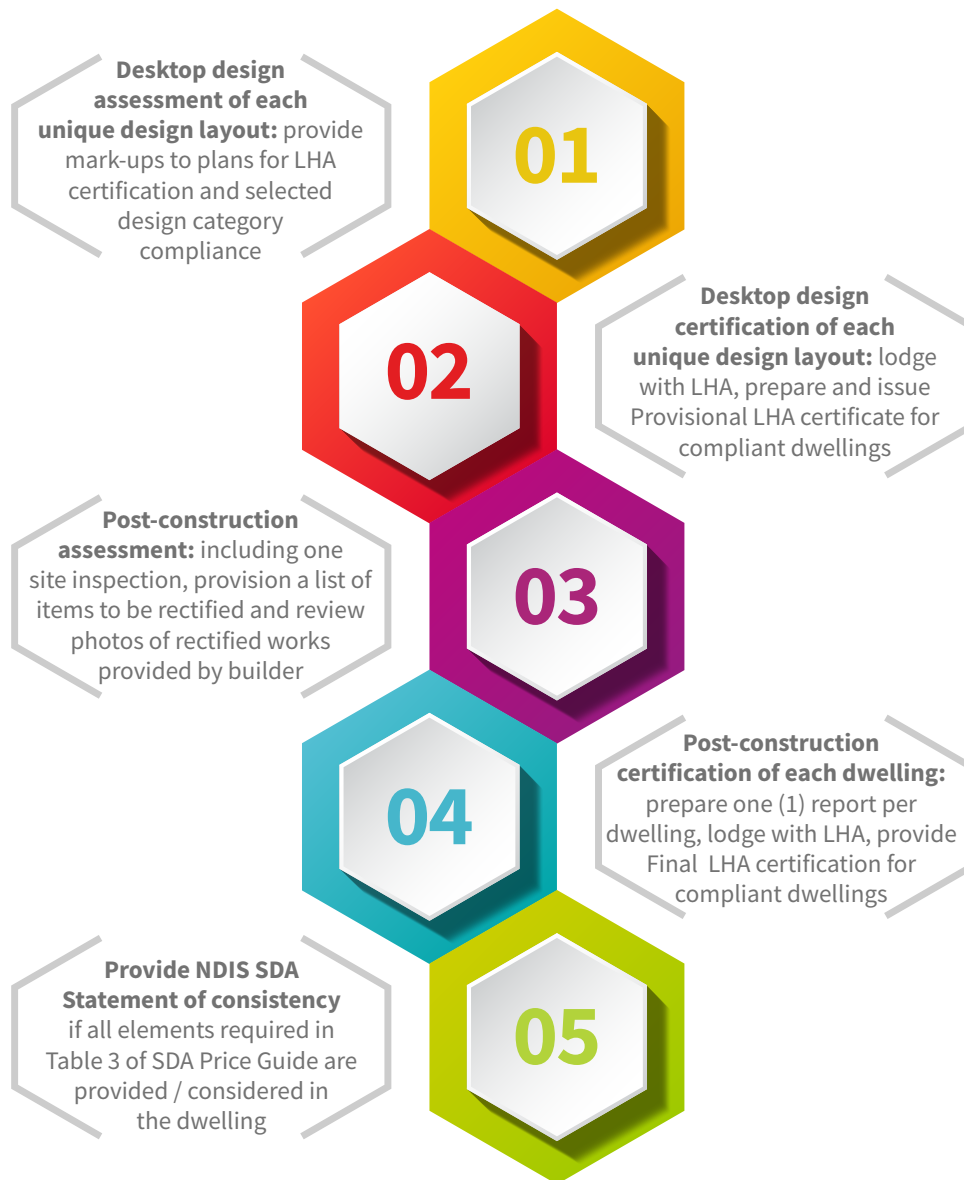 Desktop design
assessment of each
unique design layout: provide
mark-ups to plans for LHA
certification and selected
design category
compliance
01
02
Desktop design
certification of each
unique design layout: lodge
with LHA, prepare and issue
Provisional LHA certificate for
compliant dwellings
Post-construction
assessment: including one
site inspection, provision a list of
items to be rectified and review
photos of rectified works
provided by builder
03
04
Post-construction
certification of each dwelling:
prepare one (1) report per
dwelling, lodge with LHA, provide
Final LHA certification for
compliant dwellings
Provide NDIS SDA
Statement of consistency
if all elements required in
Table 3 of SDA Price Guide are
provided / considered in
the dwelling
05